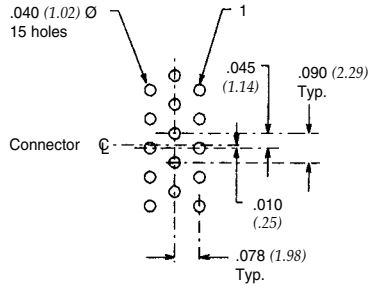 .040 (1.02) Ø
15 holes
1
.045
(1.14)
.090 (2.29)
Typ.
Connector ℄
.010
(.25)
.078 (1.98)
Typ.